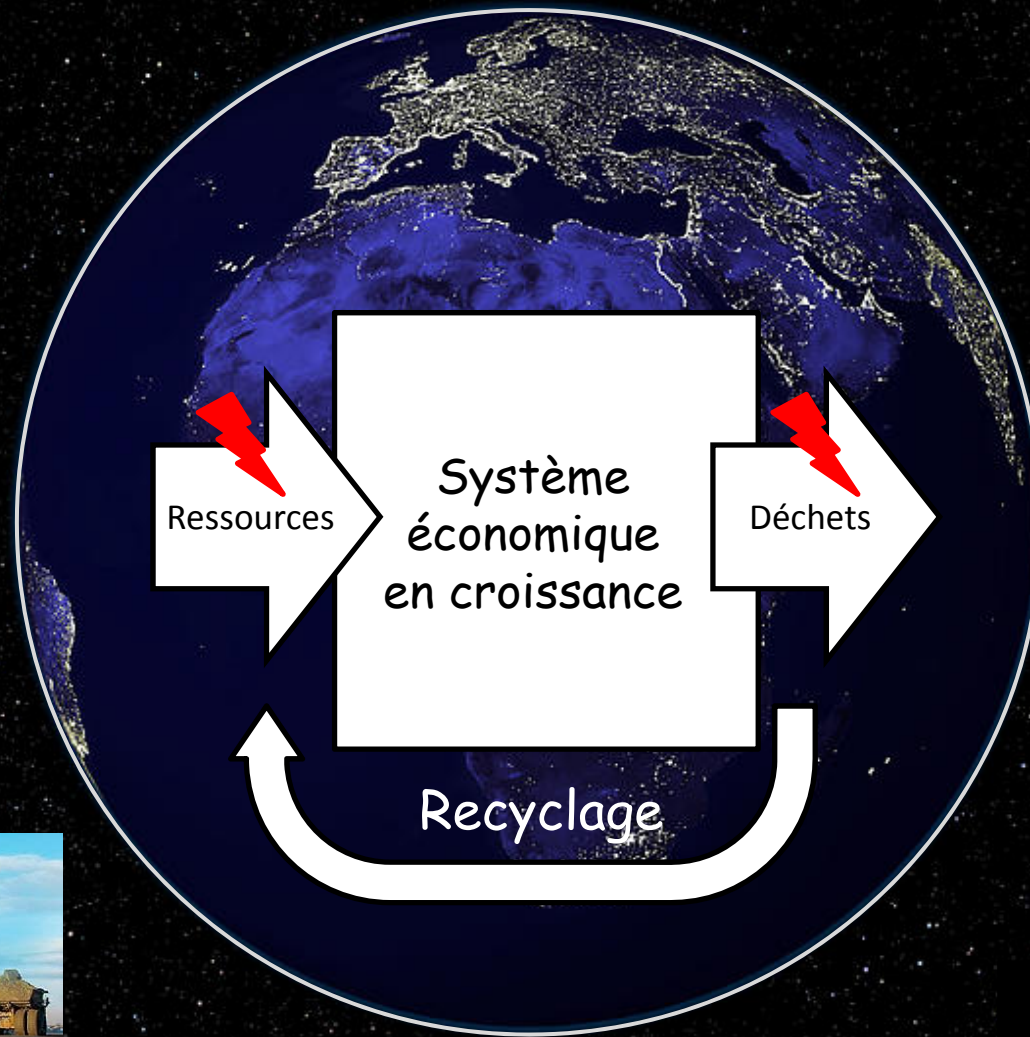 Ressources
Système
économique
en croissance
Déchets
Recyclage